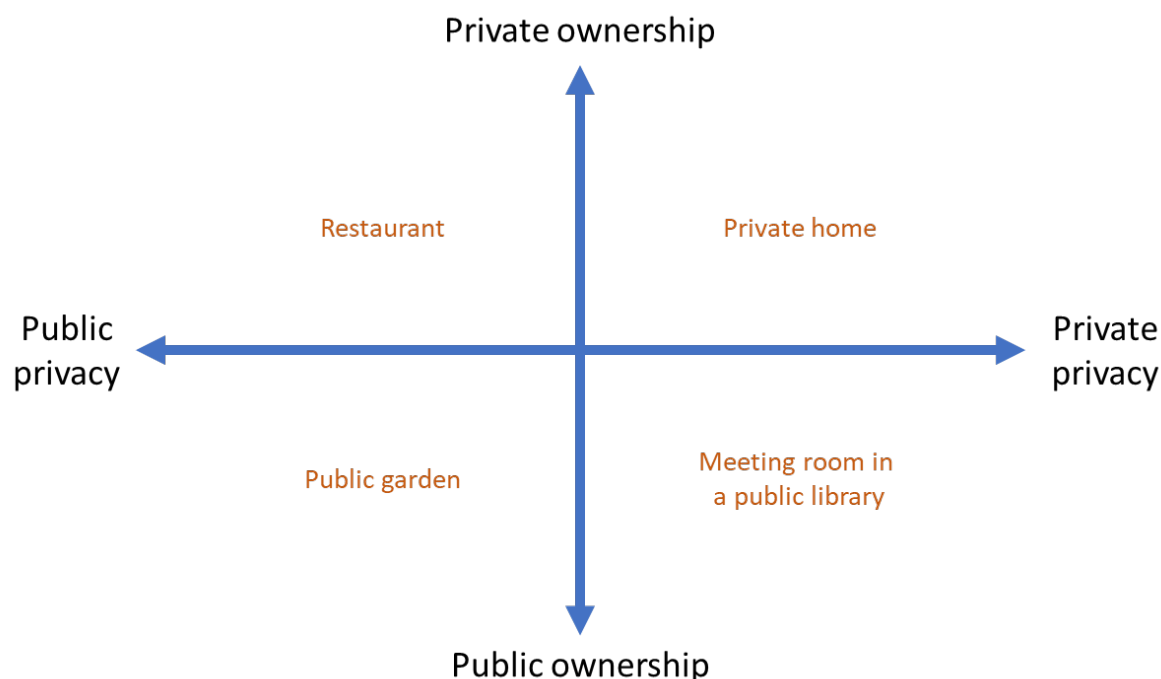 Private ownership
Restaurant
Private home
Public
privacy
Private
privacy
Public garden
Meeting room in
a public library
Public ownership